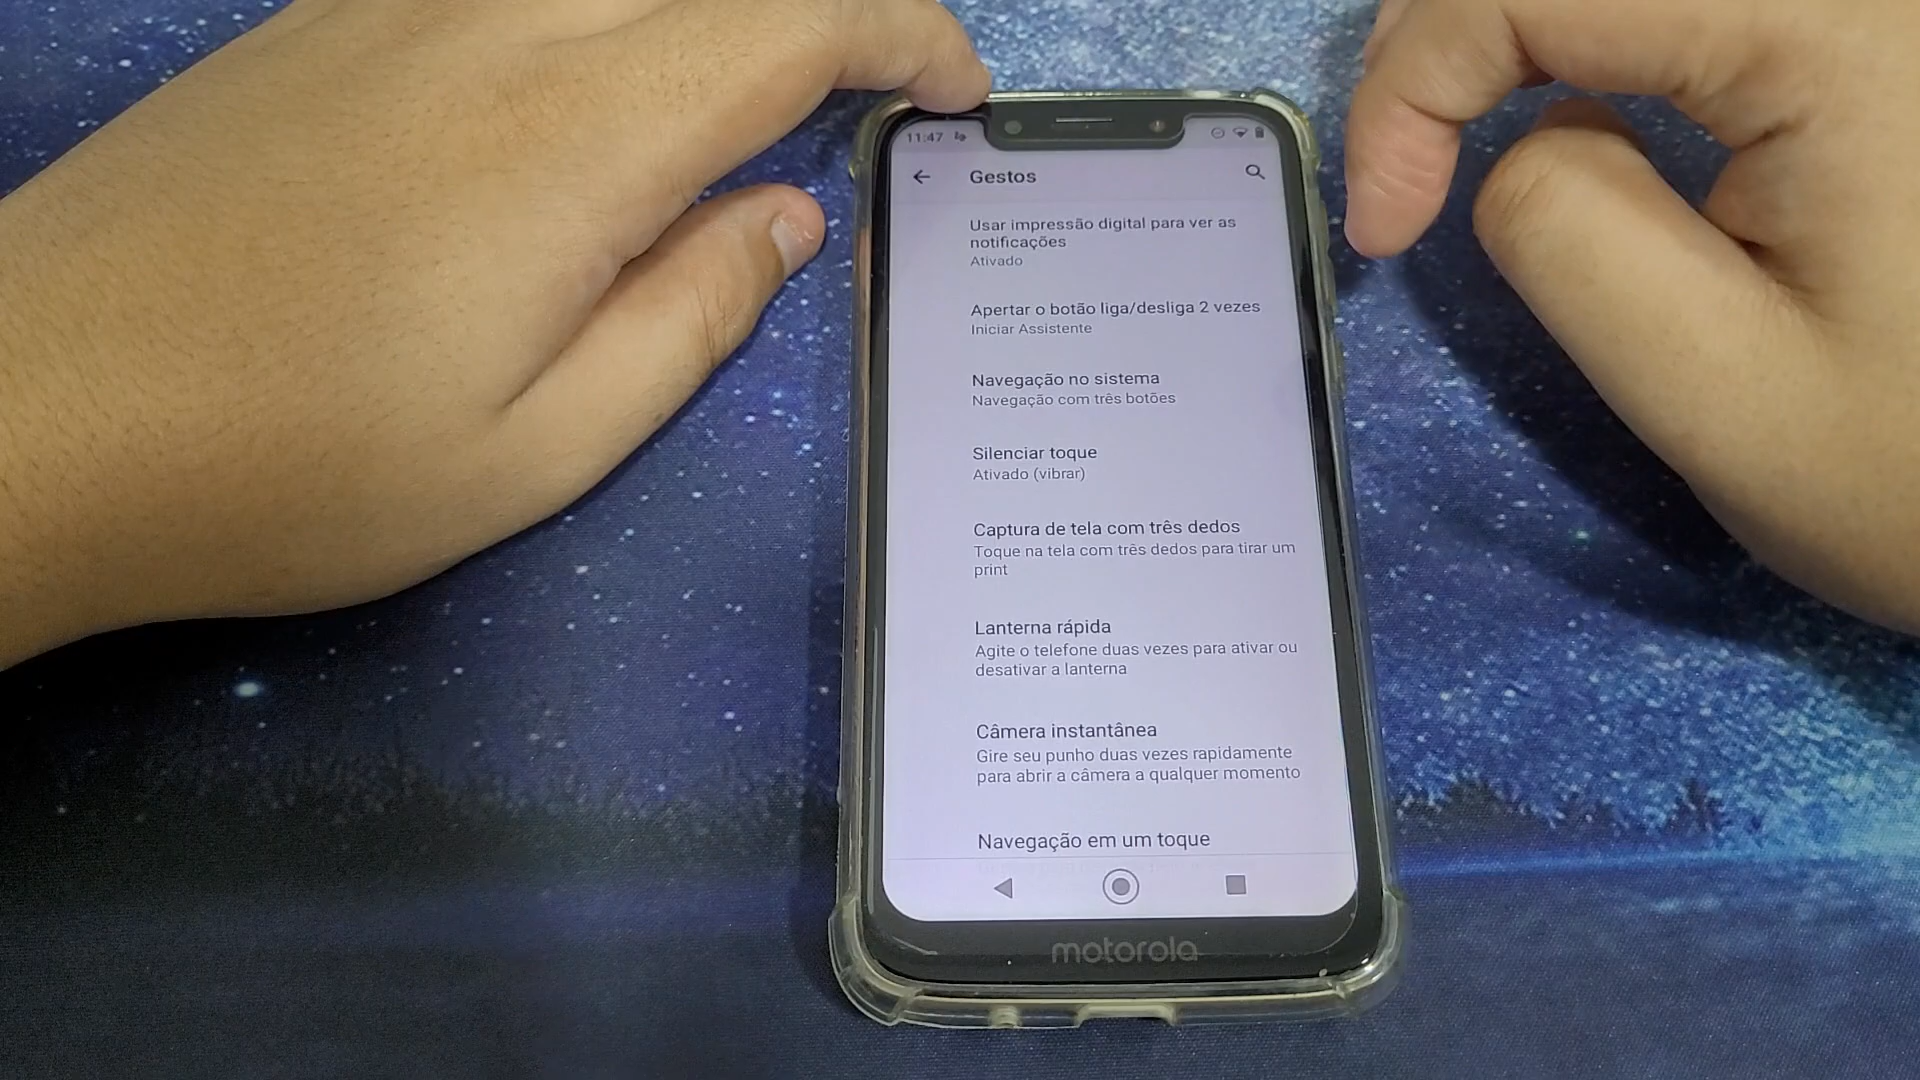 11:47
Gestos
Usar impressão digital para ver as
notificações
Ativado
Apertar o botão liga/desliga 2 vezes
Iniciar Assistente
Navegação no sistema
Navegação com três botões
Silenciar toque
Ativado (vibrar)
Captura de tela com três dedos
Toque na tela com três dedos para tirar um
print
Lanterna rápida
Agite o telefone duas vezes para ativar ou
desativar a lanterna
Câmera instantânea
Gire seu punho duas vezes rapidamente
para abrir a câmera a qualquer momento
Navegação em um toque
motorola